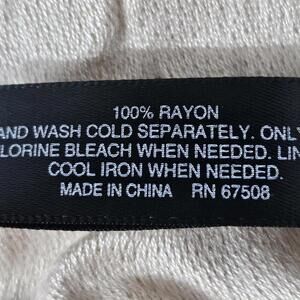 100% RAYON
AND WASH COLD SEPARATELY. ONLY
LORINE BLEACH WHEN NEEDED. LIN
COOL IRON WHEN NEEDED.
MADE IN CHINA RN 67508